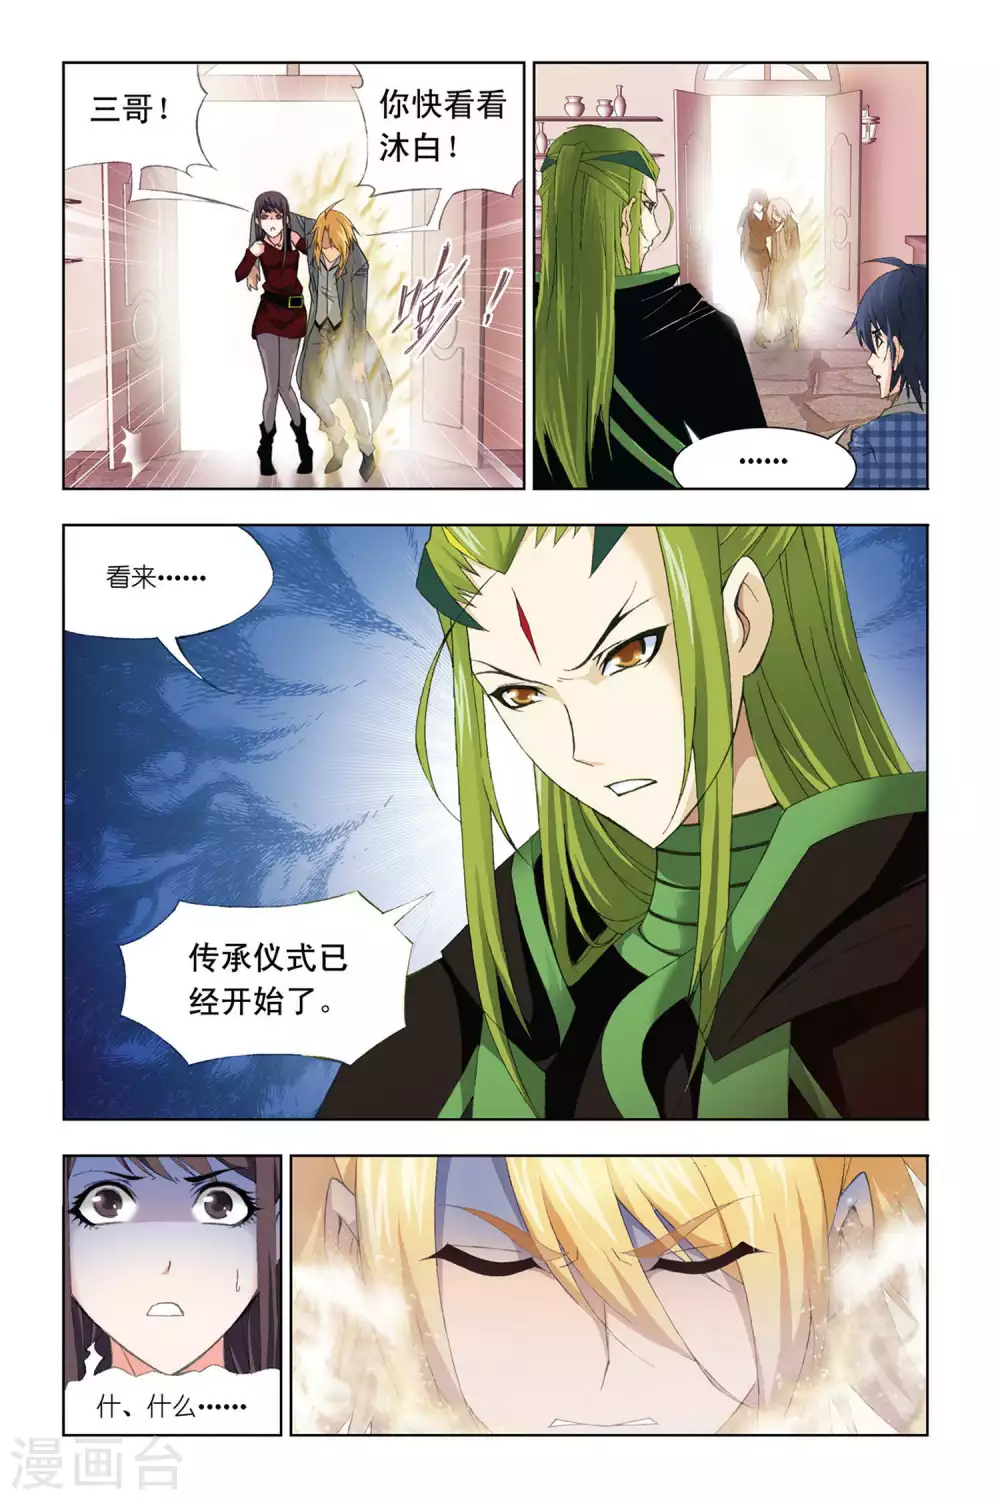 三哥！
你快看看
沐白！
嘭！
……
看来……
传承仪式已
经开始了。
什、什么……
漫画台